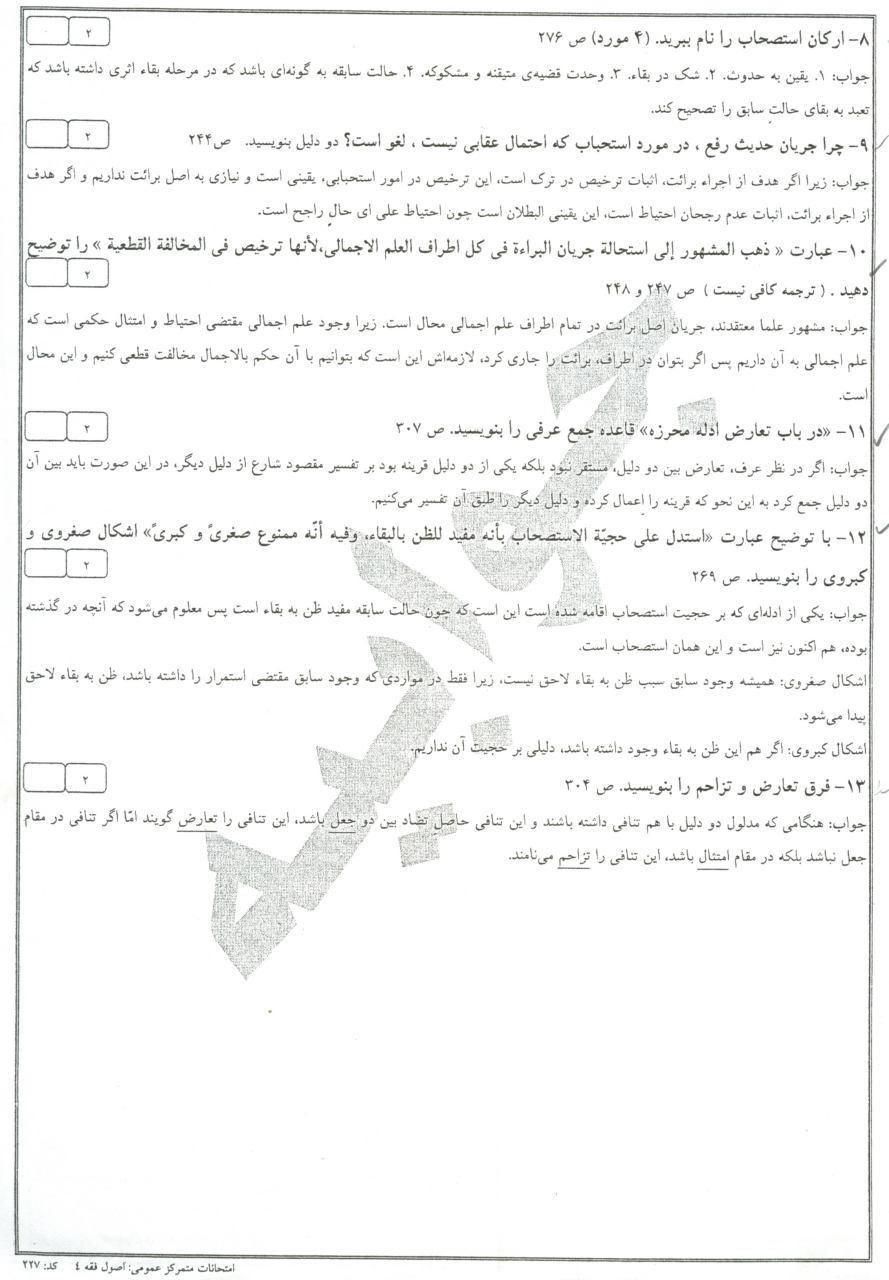 ۸- ارکان استصحاب را نام ببرید. (۴ مورد) ص ۲۷۶
۲
جواب: ۱. یقین به حدوث. ۲. شک در بقاء. ۳. وحدت قضیه‌ی متیقنه و مشکوکه. ۴. حالت سابقه به گونه‌ای باشد که در مرحله بقاء اثری داشته باشد که
تعبد به بقای حالت سابق را تصحیح کند.
۹- چرا جریان حدیث رفع ، در مورد استحباب که احتمال عقابی نیست ، لغو است؟ دو دلیل بنویسید. ص۲۴۴
۲
جواب: زیرا اگر هدف از اجراء برائت، اثبات ترخیص در ترک است، این ترخیص در امور استحبابی، یقینی است و نیازی به اصل برائت نداریم و اگر هدف
از اجراء برائت، اثبات عدم رجحان احتیاط است، این یقینی البطلان است چون احتیاط علی ای حالٍ راجح است.
۱۰- عبارت « ذهب المشهور إلی استحالة جریان البراءة فی کل اطراف العلم الاجمالی،لأنها ترخیص فی المخالفة القطعیة » را توضیح
دهید . ( ترجمه کافی نیست ) ص ۲۴۷ و ۲۴۸
۲
جواب: مشهور علما معتقدند، جریان اصل برائت در تمام اطراف علم اجمالی محال است. زیرا وجود علم اجمالی مقتضی احتیاط و امتثال حکمی است که
علم اجمالی به آن داریم پس اگر بتوان در اطراف، برائت را جاری کرد، لازمه‌اش این است که بتوانیم با آن حکم بالاجمال مخالفت قطعی کنیم و این محال
است.
۱۱- «در باب تعارض ادله محرزه» قاعده جمع عرفی را بنویسید. ص ۳۰۷
۲
جواب: اگر در نظر عرف، تعارض بین دو دلیل، مستقر نبود بلکه یکی از دو دلیل قرینه بود بر تفسیر مقصود شارع از دلیل دیگر، در این صورت باید بین آن
دو دلیل جمع کرد به این نحو که قرینه را اعمال کرده و دلیل دیگر را طبق آن تفسیر می‌کنیم.
۱۲- با توضیح عبارت «استدل علی حجیّة الاستصحاب بأنه مفید للظن بالبقاء، وفیه أنّه ممنوع صغریً و کبریً» اشکال صغروی و
کبروی را بنویسید. ص ۲۶۹
۲
جواب: یکی از ادله‌ای که بر حجیت استصحاب اقامه شده است این است که چون حالت سابقه مفید ظن به بقاء است پس معلوم می‌شود که آنچه در گذشته
بوده، هم اکنون نیز است و این همان استصحاب است.
اشکال صغروی: همیشه وجود سابق سبب ظن به بقاء لاحق نیست، زیرا فقط در مواردی که وجود سابق مقتضی استمرار را داشته باشد، ظن به بقاء لاحق
پیدا می‌شود.
اشکال کبروی: اگر هم این ظن به بقاء وجود داشته باشد، دلیلی بر حجیت آن نداریم.
۱۳- فرق تعارض و تزاحم را بنویسید. ص ۳۰۴
۲
جواب: هنگامی که مدلول دو دلیل با هم تنافی داشته باشند و این تنافی حاصلِ تضاد بین دو جعل باشد، این تنافی را تعارض گویند امّا اگر تنافی در مقام
جعل نباشد بلکه در مقام امتثال باشد، این تنافی را تزاحم می‌نامند.
جوابیه
امتحانات متمرکز عمومی: اصول فقه ٤ کد: ۲۲۷